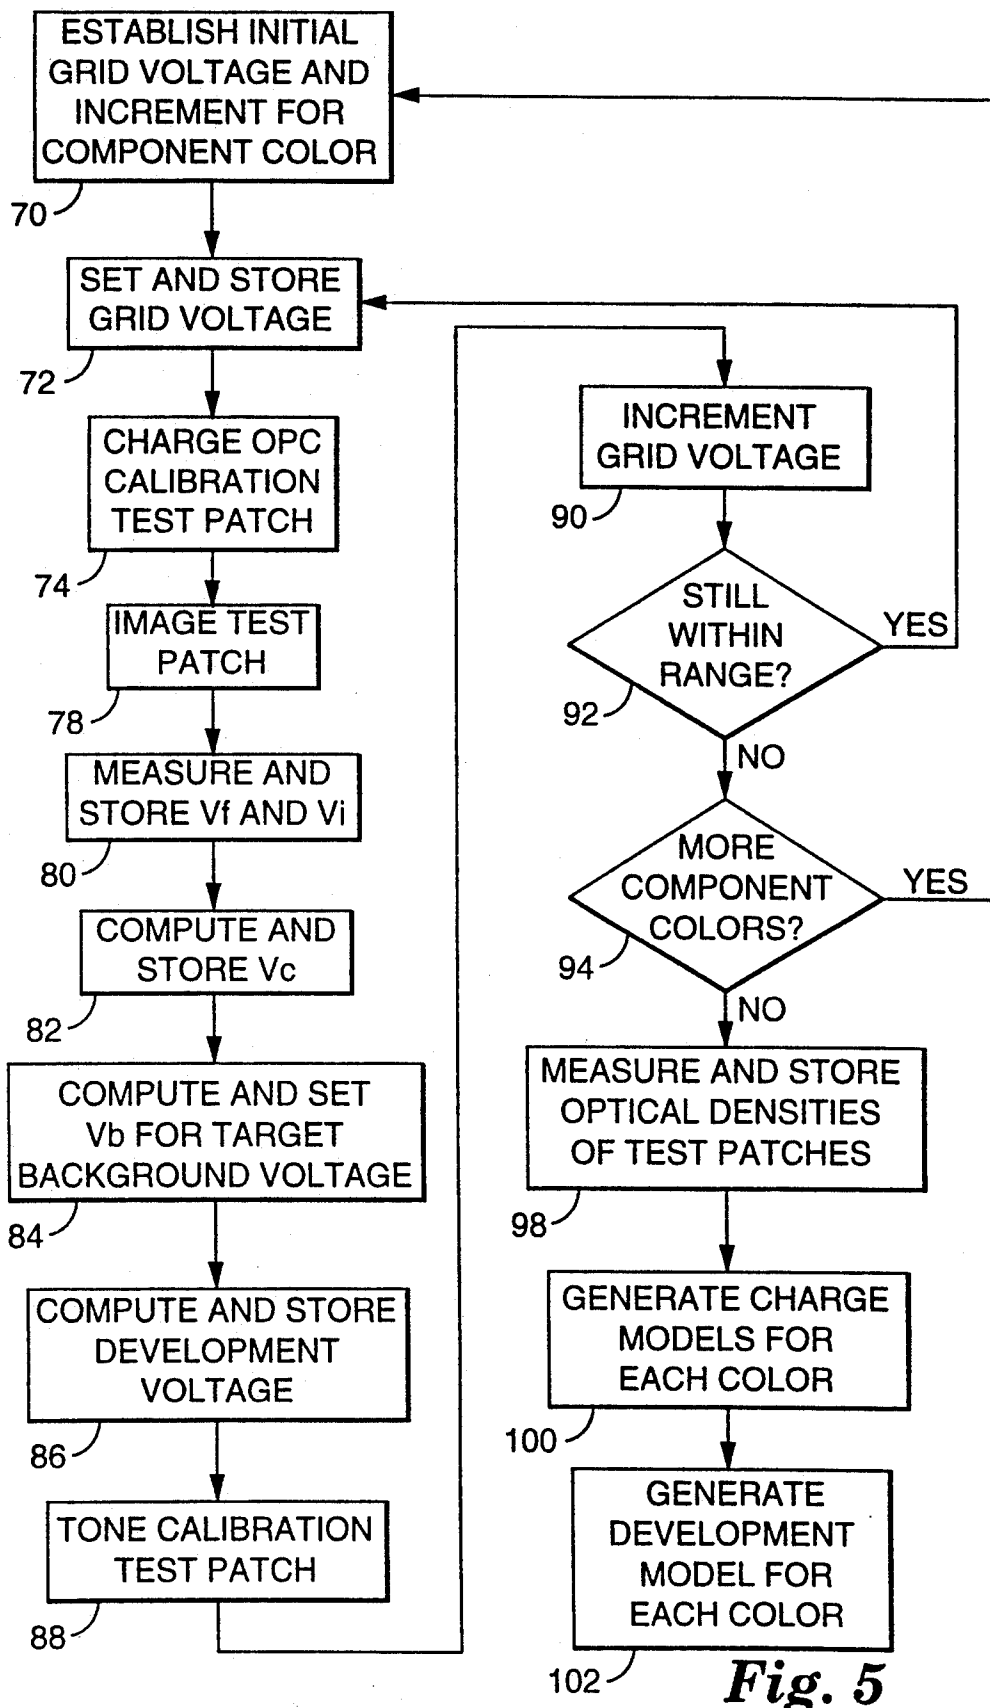 ESTABLISH INITIAL
GRID VOLTAGE AND
INCREMENT FOR
COMPONENT COLOR
70
SET AND STORE
GRID VOLTAGE
72
CHARGE OPC
CALIBRATION
TEST PATCH
74
IMAGE TEST
PATCH
78
MEASURE AND
STORE Vf AND Vi
80
COMPUTE AND
STORE Vc
82
COMPUTE AND SET
Vb FOR TARGET
BACKGROUND VOLTAGE
84
COMPUTE AND STORE
DEVELOPMENT
VOLTAGE
86
TONE CALIBRATION
TEST PATCH
88
INCREMENT
GRID VOLTAGE
90
STILL
WITHIN
RANGE?
YES
92
NO
MORE
COMPONENT
COLORS?
YES
94
NO
MEASURE AND STORE
OPTICAL DENSITIES
OF TEST PATCHES
98
GENERATE CHARGE
MODELS FOR
EACH COLOR
100
GENERATE
DEVELOPMENT
MODEL FOR
EACH COLOR
102
Fig. 5